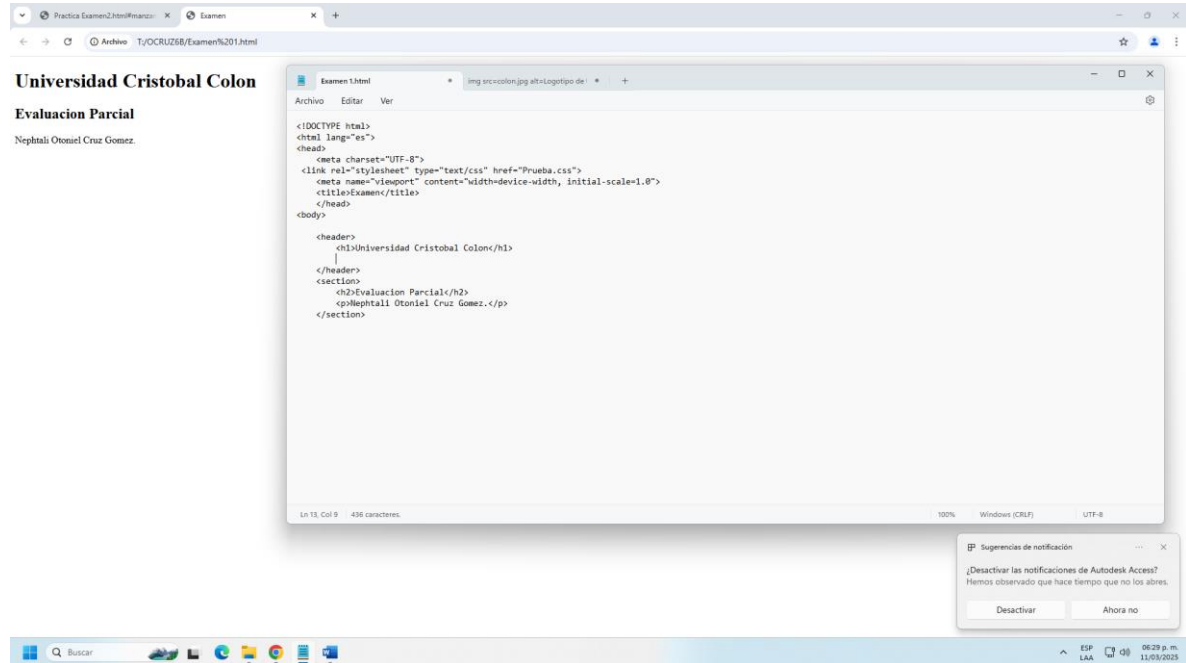 Practica Examen2.html#manzan
Examen
Archivo T:/OCRUZ6B/Examen%201.html
Universidad Cristobal Colon
Evaluacion Parcial
Nephtali Otoniel Cruz Gomez.
Examen 1.html
img src=colon.jpg alt=Logotipo de l
Archivo Editar Ver
<!DOCTYPE html>
<html lang="es">
<head>
<meta charset="UTF-8">
<link rel="stylesheet" type="text/css" href="Prueba.css">
<meta name="viewport" content="width=device-width, initial-scale=1.0">
<title>Examen</title>
</head>
<body>
<header>
<h1>Universidad Cristobal Colon</h1>
</header>
<section>
<h2>Evaluacion Parcial</h2>
<p>Nephtali Otoniel Cruz Gomez.</p>
</section>
Ln 13, Col 9 436 caracteres. 100% Windows (CRLF) UTF-8
Sugerencias de notificación
¿Desactivar las notificaciones de Autodesk Access?
Hemos observado que hace tiempo que no los abres.
Desactivar Ahora no
Buscar
ESP
LAA
06:29 p. m.
11/03/2025